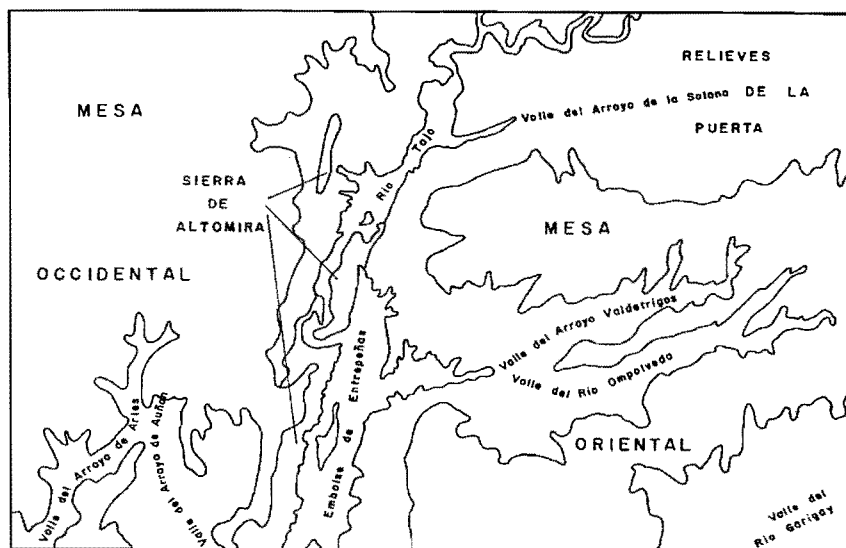 RELIEVES
DE LA
PUERTA
Valle del Arroyo de la Solana
MESA
Río Tajo
SIERRA
DE
ALTOMIRA
MESA
OCCIDENTAL
Valle del Arroyo Valdetrigos
Valle del Río Ompolveda
Embalse de Entrepeñas
Valle del Arroyo de Arles
Valle del Arroyo de Auñon
ORIENTAL
Valle del
Río Garigay